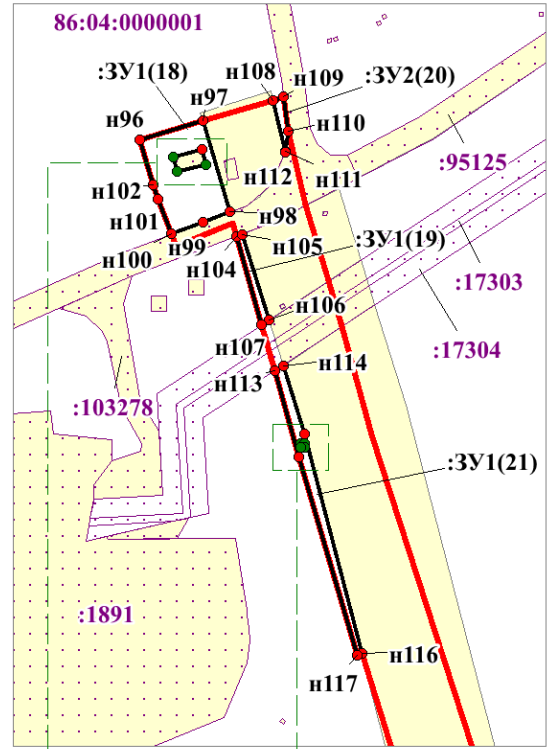 86:04:0000001
:ЗУ1(18)
н97
н108
н109
:ЗУ2(20)
н96
н110
н102
н112
н111
:95125
н101
н98
н100
н99
н104
н105
:ЗУ1(19)
:17303
н106
н107
н114
:17304
н113
:103278
:ЗУ1(21)
:1891
н116
н117